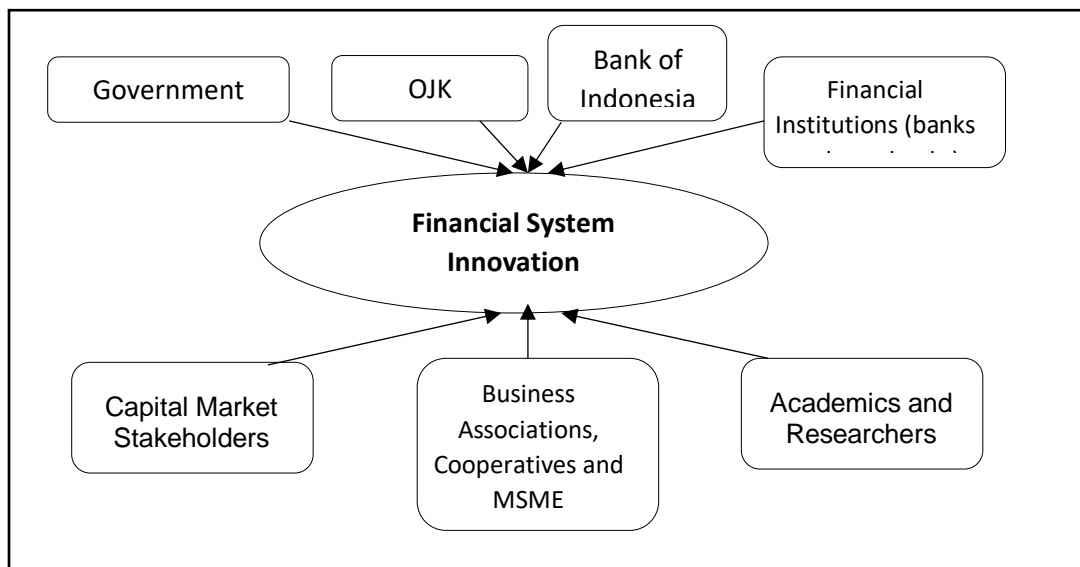 Government
OJK
Bank of
Indonesia
Financial
Institutions (banks
Financial System
Innovation
Capital Market
Stakeholders
Business
Associations,
Cooperatives and
MSME
Academics and
Researchers